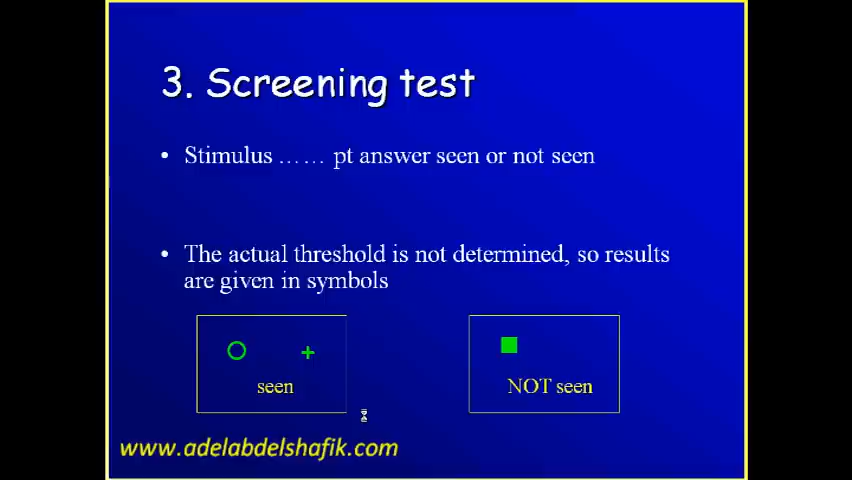 3. Screening test
• Stimulus …… pt answer seen or not seen
• The actual threshold is not determined, so results
are given in symbols
seen
NOT seen
www.adelabdelshafik.com